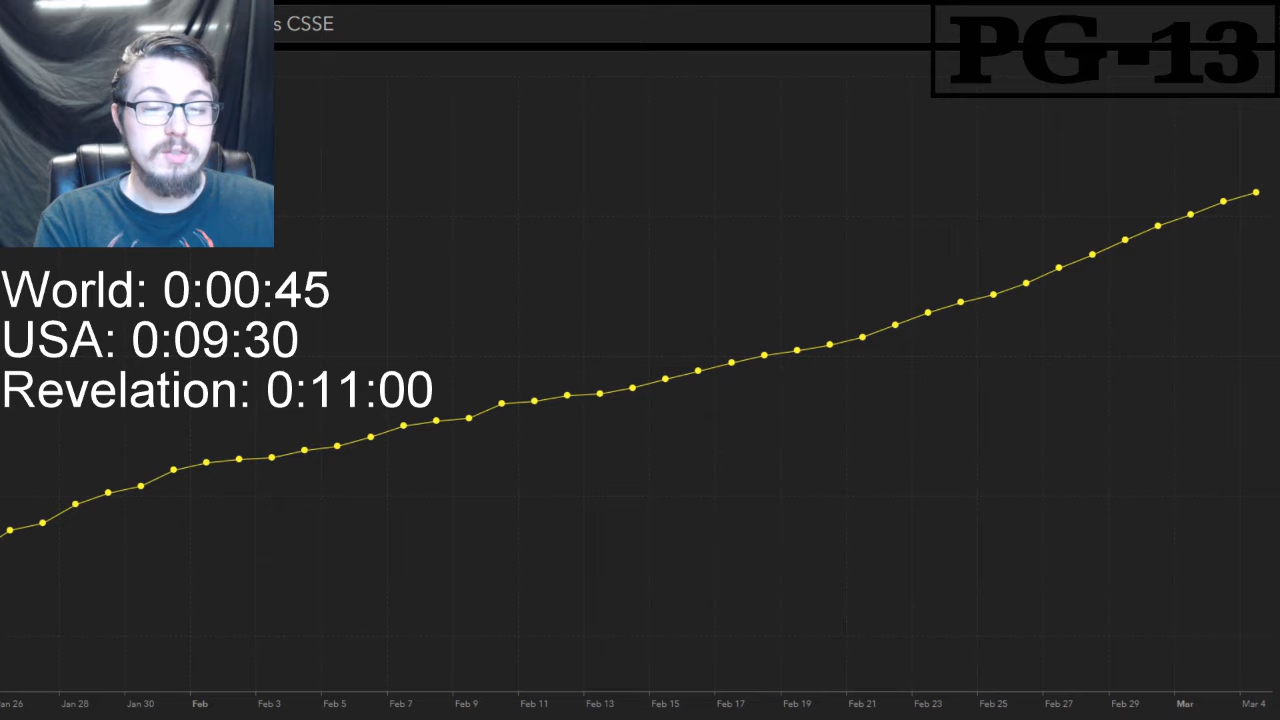 s CSSE
PG-13
World: 0:00:45
USA: 0:09:30
Revelation: 0:11:00
an 26 Jan 28 Jan 30 Feb Feb 3 Feb 5 Feb 7 Feb 9 Feb 11 Feb 13 Feb 15 Feb 17 Feb 19 Feb 21 Feb 23 Feb 25 Feb 27 Feb 29 Mar Mar 4